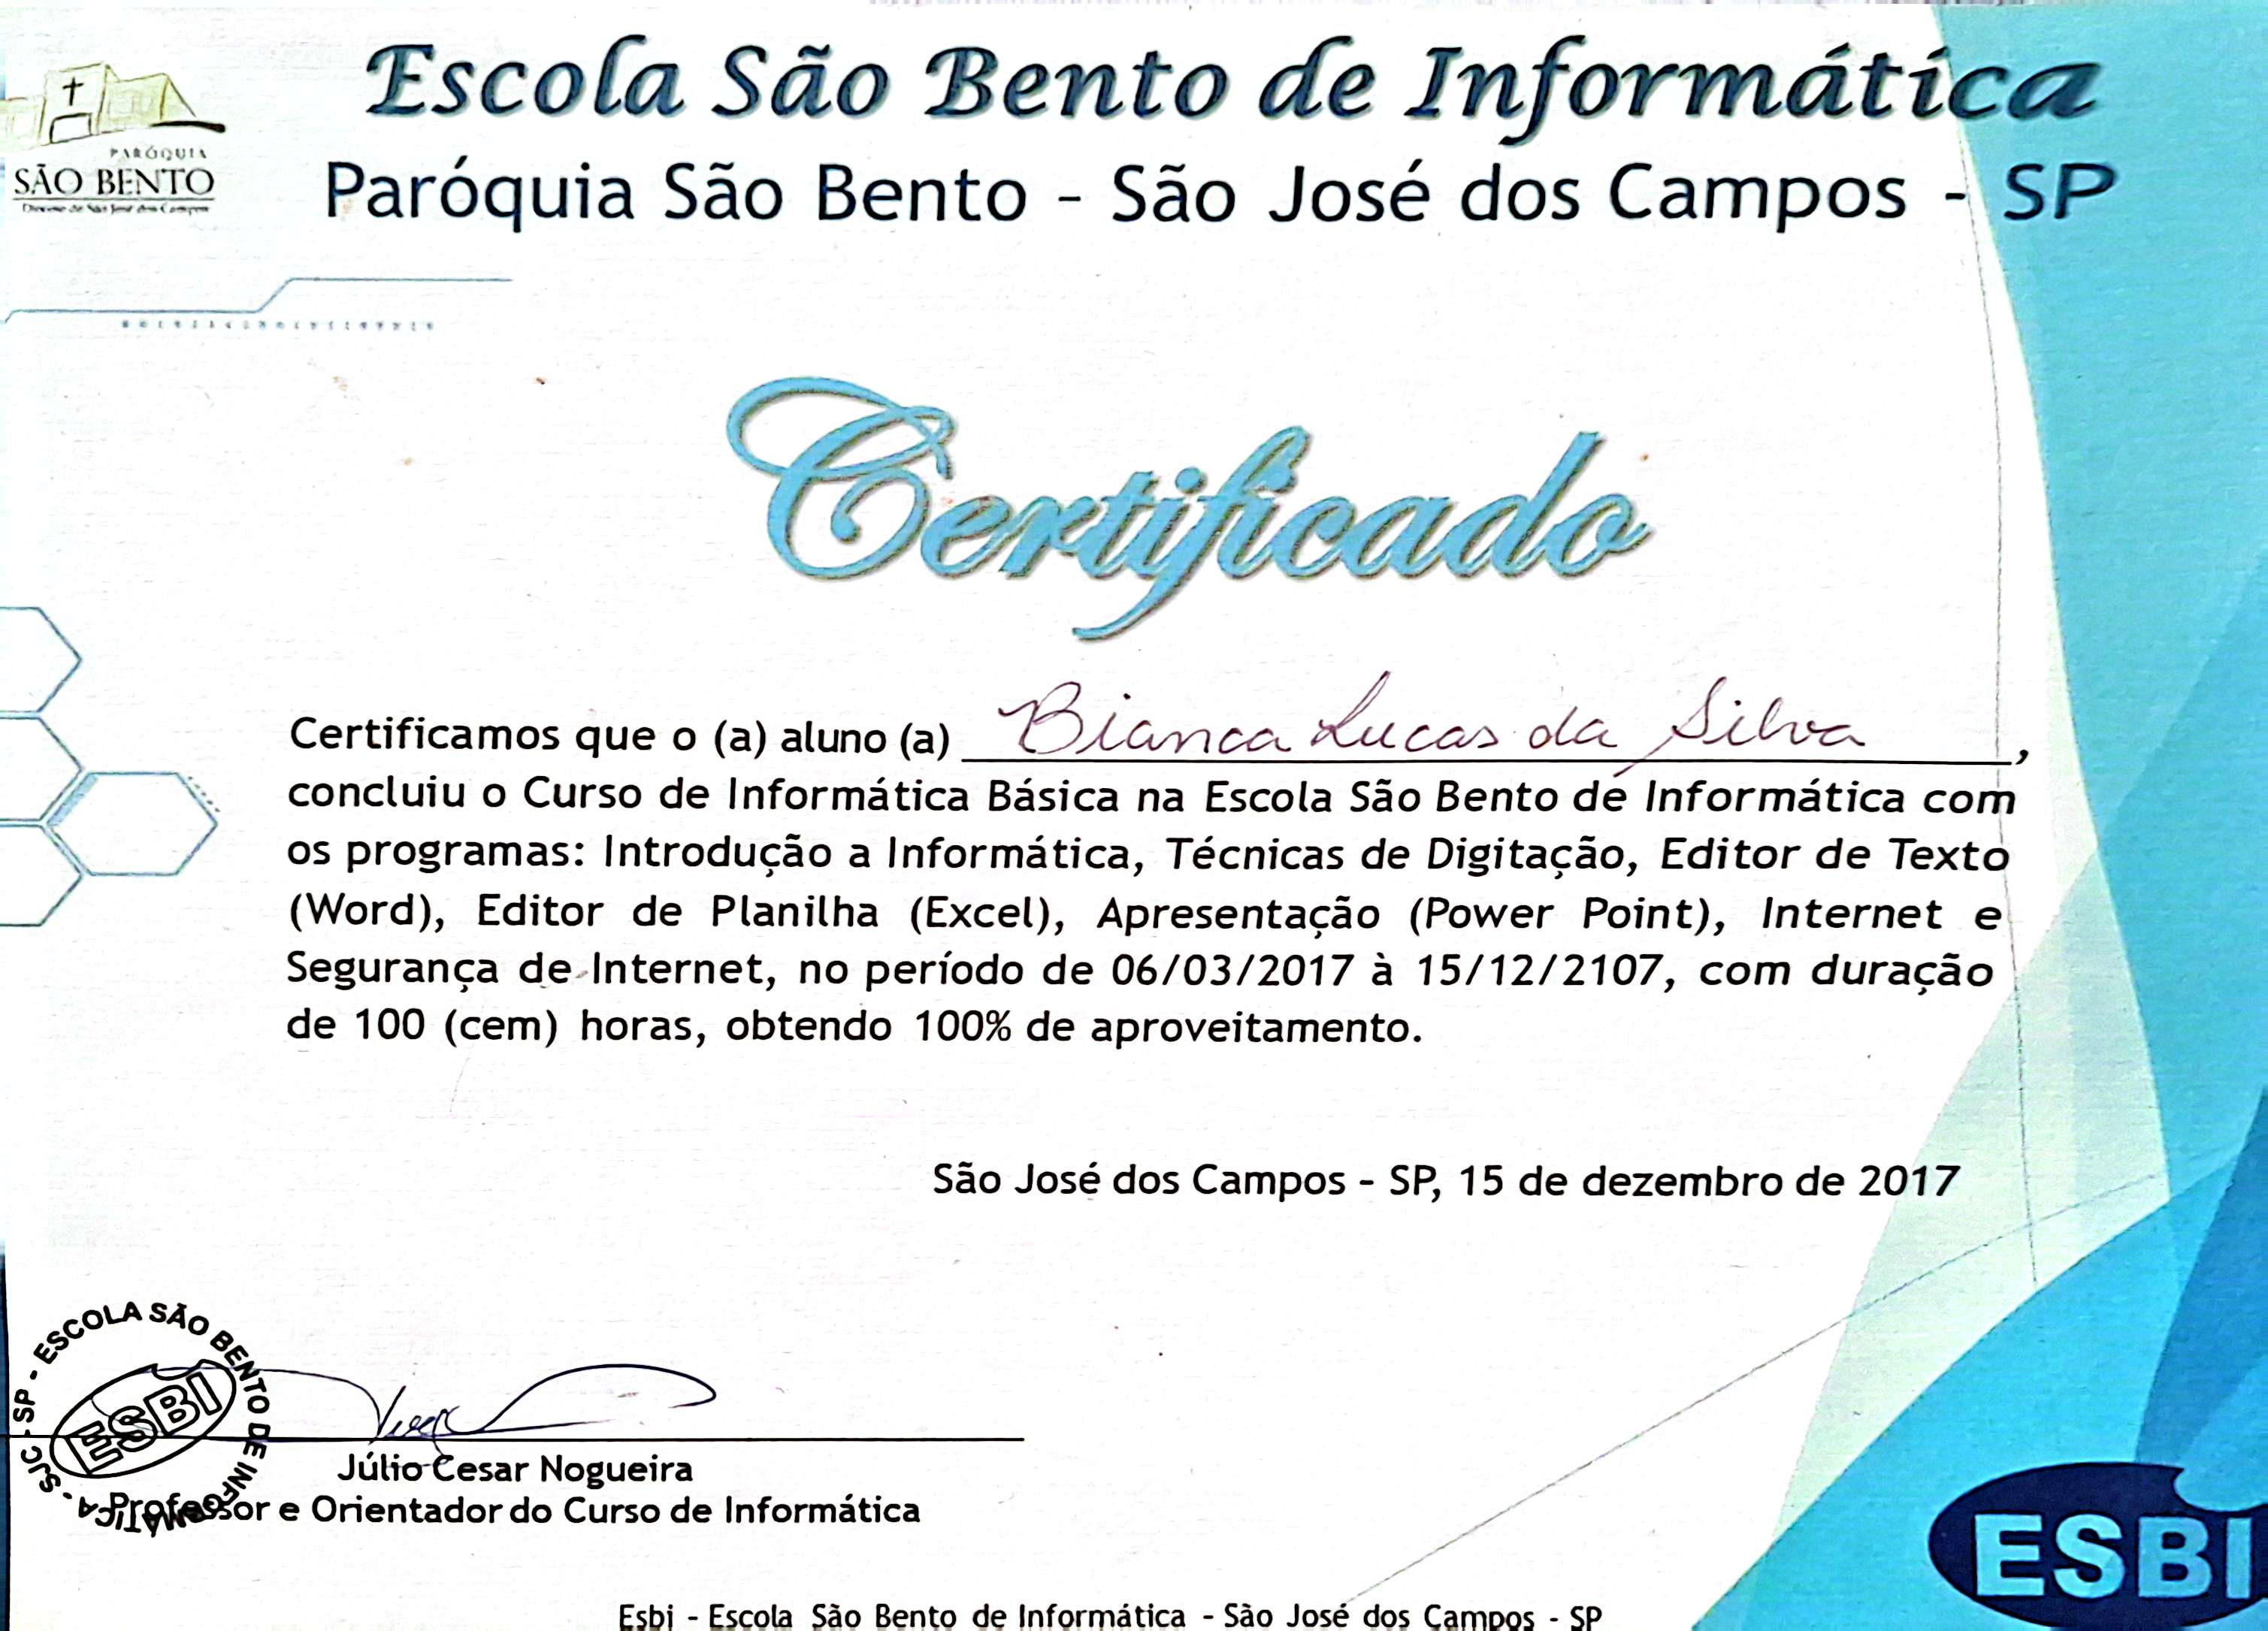 Escola São Bento de Informática
PARÓQUIA
SÃO BENTO
Diocese de São José dos Campos
Paróquia São Bento - São José dos Campos - SP
Certificado
Certificamos que o (a) aluno (a) Bianca Lucas da Silva,
concluiu o Curso de Informática Básica na Escola São Bento de Informática com
os programas: Introdução a Informática, Técnicas de Digitação, Editor de Texto
(Word), Editor de Planilha (Excel), Apresentação (Power Point), Internet e
Segurança de Internet, no período de 06/03/2017 à 15/12/2107, com duração
de 100 (cem) horas, obtendo 100% de aproveitamento.
São José dos Campos - SP, 15 de dezembro de 2017
SJC - SP - ESCOLA SÃO BENTO DE INFORMÁTICA -
ESBI
Júlio Cesar Nogueira
Professor e Orientador do Curso de Informática
ESBI
Esbi - Escola São Bento de Informática - São José dos Campos - SP